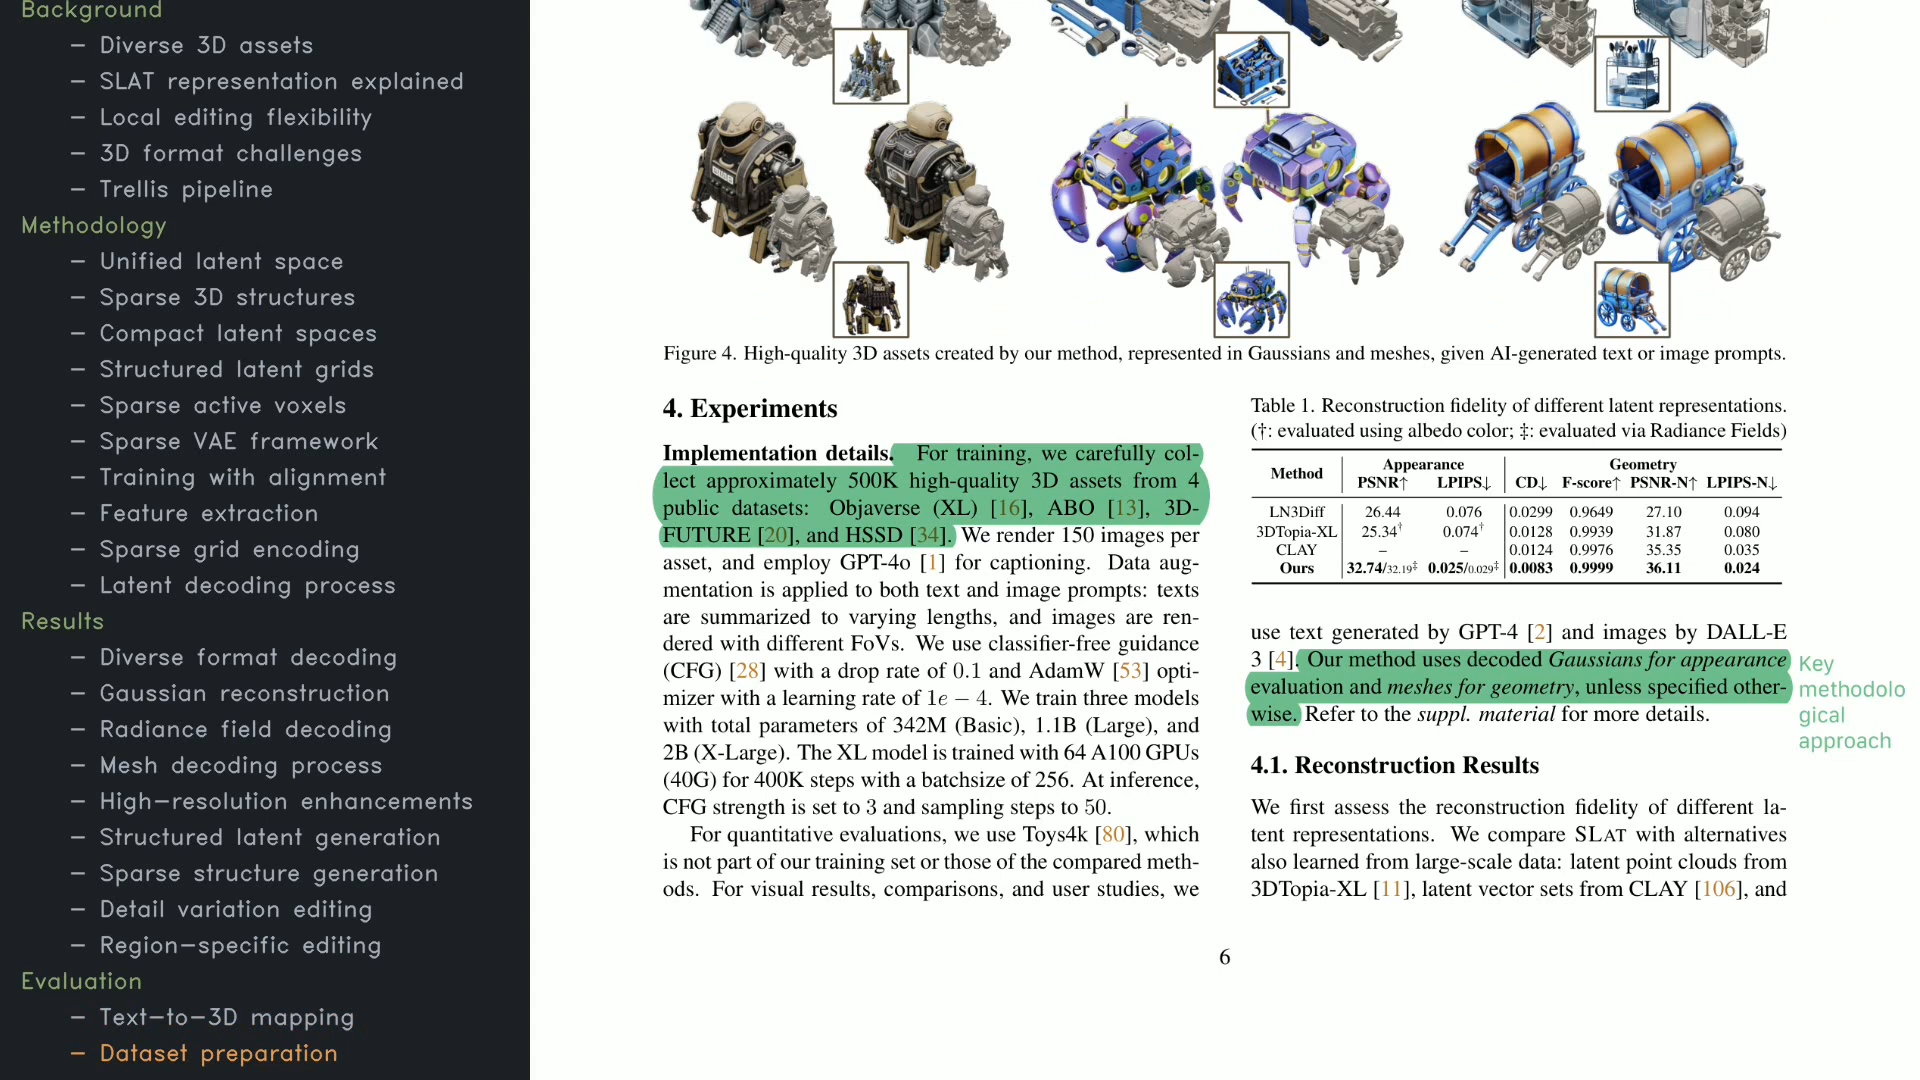 Background
– Diverse 3D assets
– SLAT representation explained
– Local editing flexibility
– 3D format challenges
– Trellis pipeline
Methodology
– Unified latent space
– Sparse 3D structures
– Compact latent spaces
– Structured latent grids
– Sparse active voxels
– Sparse VAE framework
– Training with alignment
– Feature extraction
– Sparse grid encoding
– Latent decoding process
Results
– Diverse format decoding
– Gaussian reconstruction
– Radiance field decoding
– Mesh decoding process
– High-resolution enhancements
– Structured latent generation
– Sparse structure generation
– Detail variation editing
– Region-specific editing
Evaluation
– Text-to-3D mapping
– Dataset preparation
Figure 4. High-quality 3D assets created by our method, represented in Gaussians and meshes, given AI-generated text or image prompts.
4. Experiments
Implementation details. For training, we carefully col-
lect approximately 500K high-quality 3D assets from 4
public datasets: Objaverse (XL) [16], ABO [13], 3D-
FUTURE [20], and HSSD [34]. We render 150 images per
asset, and employ GPT-4o [1] for captioning. Data aug-
mentation is applied to both text and image prompts: texts
are summarized to varying lengths, and images are ren-
dered with different FoVs. We use classifier-free guidance
(CFG) [28] with a drop rate of 0.1 and AdamW [53] opti-
mizer with a learning rate of 1e − 4. We train three models
with total parameters of 342M (Basic), 1.1B (Large), and
2B (X-Large). The XL model is trained with 64 A100 GPUs
(40G) for 400K steps with a batchsize of 256. At inference,
CFG strength is set to 3 and sampling steps to 50.
For quantitative evaluations, we use Toys4k [80], which
is not part of our training set or those of the compared meth-
ods. For visual results, comparisons, and user studies, we
Table 1. Reconstruction fidelity of different latent representations.
(†: evaluated using albedo color; ‡: evaluated via Radiance Fields)
Method Appearance Geometry
PSNR↑ LPIPS↓ CD↓ F-score↑ PSNR-N↑ LPIPS-N↓
LN3Diff 26.44 0.076 0.0299 0.9649 27.10 0.094
3DTopia-XL 25.34† 0.074† 0.0128 0.9939 31.87 0.080
CLAY – – 0.0124 0.9976 35.35 0.035
Ours 32.74/32.19‡ 0.025/0.029‡ 0.0083 0.9999 36.11 0.024
use text generated by GPT-4 [2] and images by DALL-E
3 [4]. Our method uses decoded Gaussians for appearance
evaluation and meshes for geometry, unless specified other-
wise. Refer to the suppl. material for more details.
Key
methodolo
gical
approach
4.1. Reconstruction Results
We first assess the reconstruction fidelity of different la-
tent representations. We compare SLAT with alternatives
also learned from large-scale data: latent point clouds from
3DTopia-XL [11], latent vector sets from CLAY [106], and
6